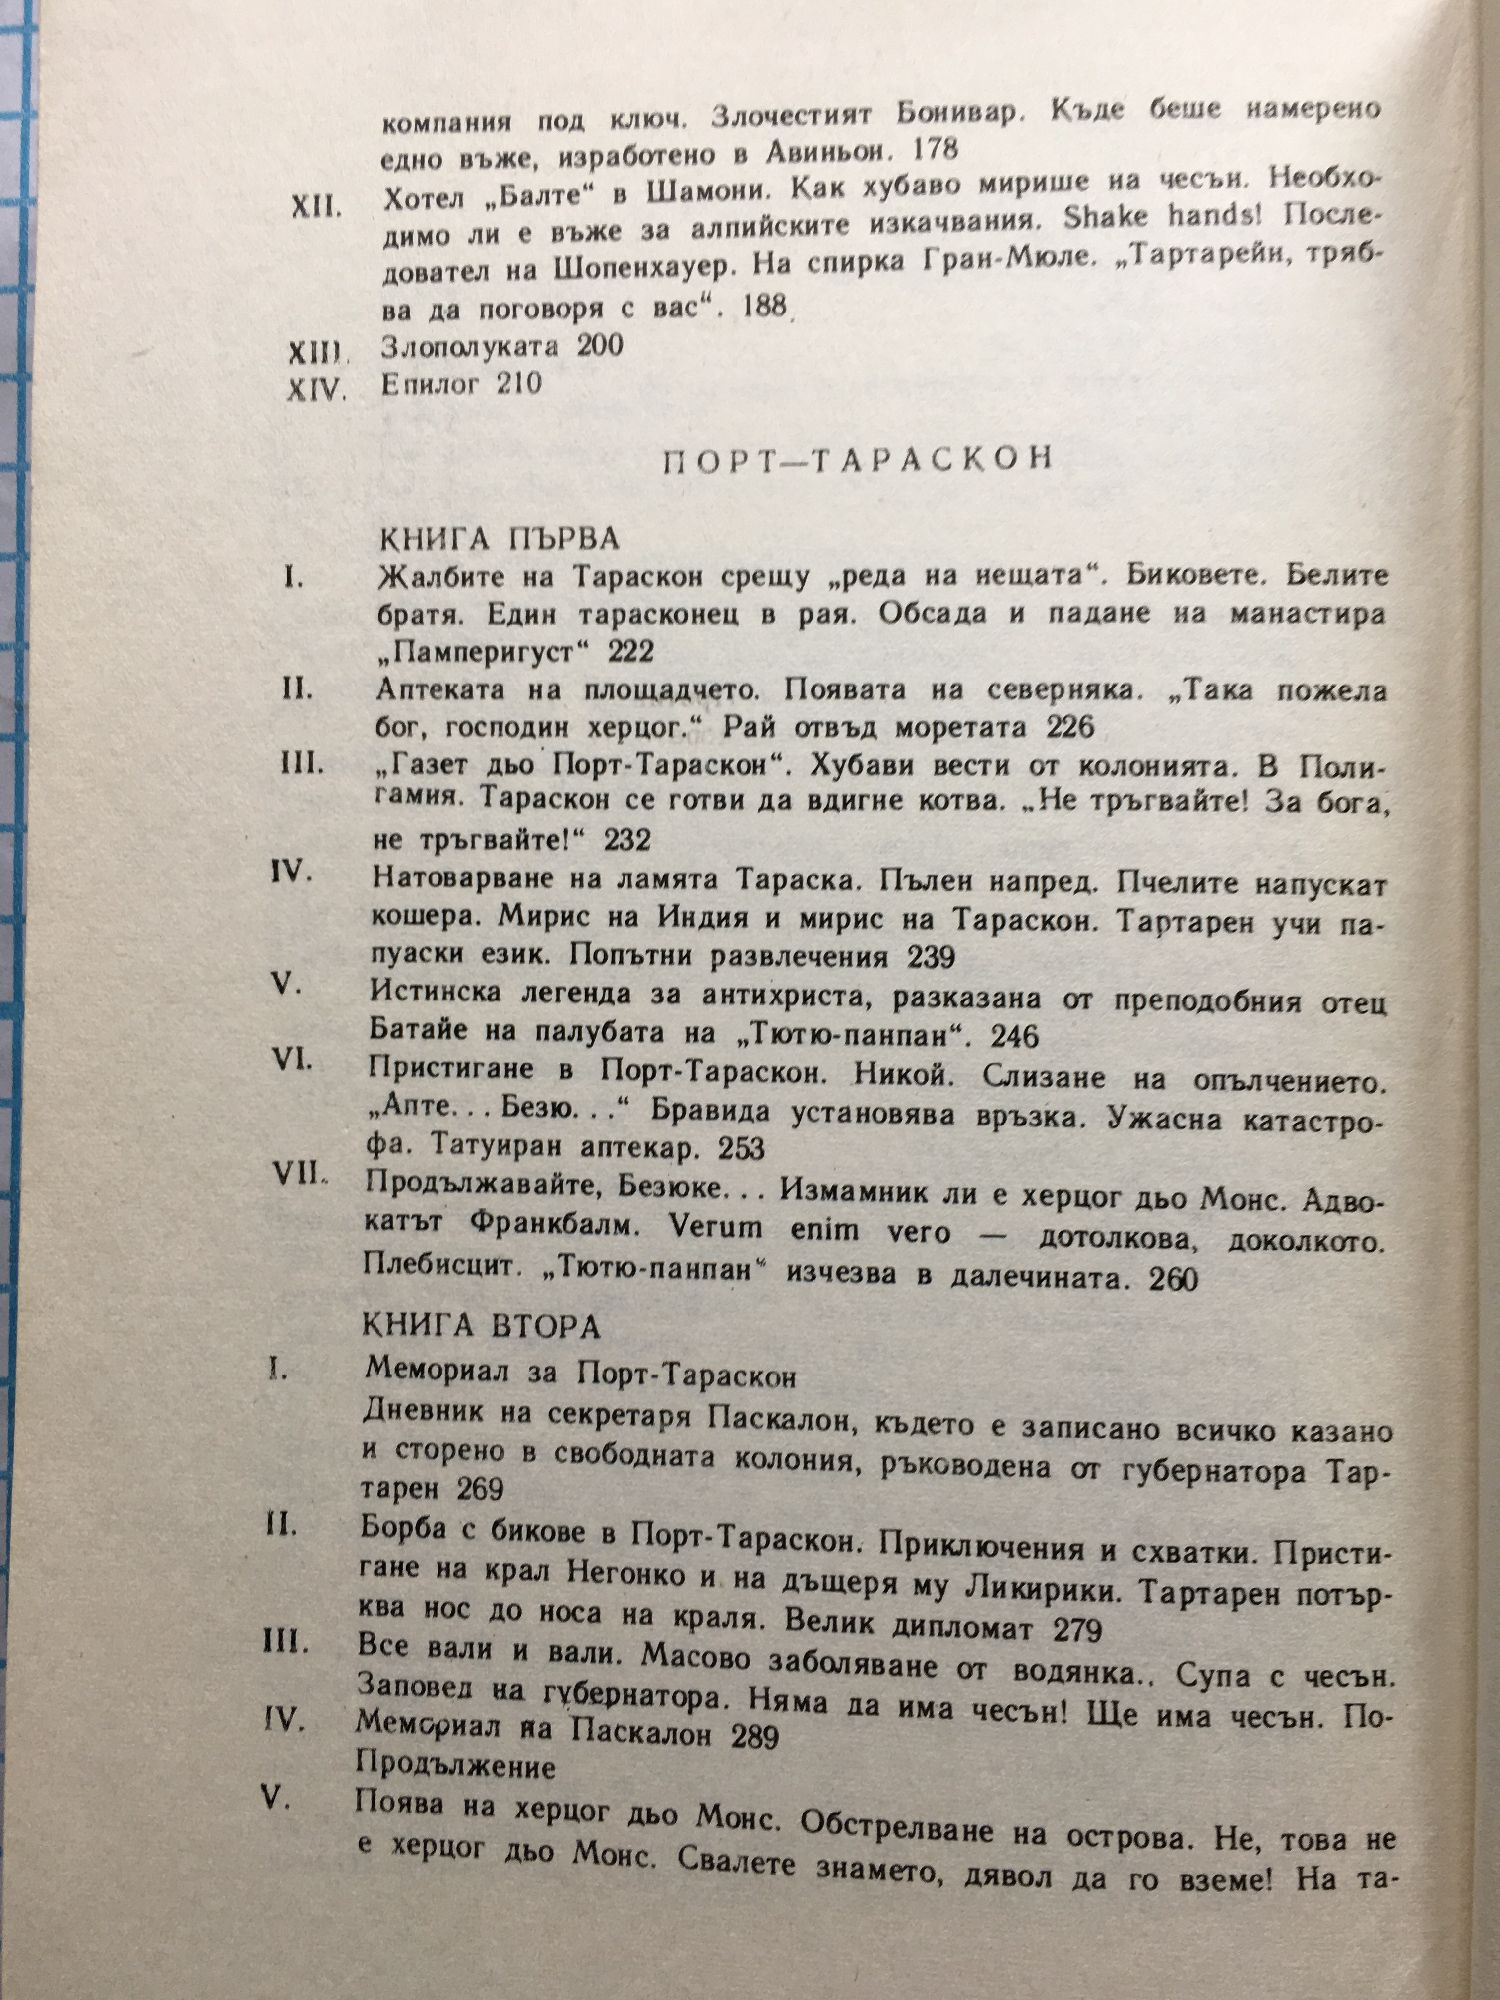 компания под ключ. Злочестият Бонивар. Къде беше намерено
едно въже, изработено в Авиньон. 178
XII. Хотел „Балте“ в Шамони. Как хубаво мирише на чесън. Необхо-
димо ли е въже за алпийските изкачвания. Shake hands! После-
довател на Шопенхауер. На спирка Гран-Мюле. „Тартарейн, тряб-
ва да поговоря с вас“. 188
XIII. Злополуката 200
XIV. Епилог 210
ПОРТ—ТАРАСКОН
КНИГА ПЪРВА
I. Жалбите на Тараскон срещу „реда на нещата“. Биковете. Белите
братя. Един тарасконец в рая. Обсада и падане на манастира
„Памперигуст“ 222
II. Аптеката на площадчето. Появата на северняка. „Така пожела
бог, господин херцог.“ Рай отвъд моретата 226
III. „Газет дьо Порт-Тараскон“. Хубави вести от колонията. В Поли-
гамия. Тараскон се готви да вдигне котва. „Не тръгвайте! За бога,
не тръгвайте!“ 232
IV. Натоварване на ламята Тараска. Пълен напред. Пчелите напускат
кошера. Мирис на Индия и мирис на Тараскон. Тартарен учи па-
пуаски език. Попътни развлечения 239
V. Истинска легенда за антихриста, разказана от преподобния отец
Батайе на палубата на „Тютю-панпан“. 246
VI. Пристигане в Порт-Тараскон. Никой. Слизане на опълчението.
„Апте... Безю...“ Бравида установява връзка. Ужасна катастро-
фа. Татуиран аптекар. 253
VII. Продължавайте, Безюке... Измамник ли е херцог дьо Монс. Адво-
катът Франкбалм. Verum enim vero — дотолкова, доколкото.
Плебисцит. „Тютю-панпан“ изчезва в далечината. 260
КНИГА ВТОРА
I. Мемориал за Порт-Тараскон
Дневник на секретаря Паскалон, където е записано всичко казано
и сторено в свободната колония, ръководена от губернатора Тар-
тарен 269
II. Борба с бикове в Порт-Тараскон. Приключения и схватки. Присти-
гане на крал Негонко и на дъщеря му Ликирики. Тартарен потър-
ква нос до носа на краля. Велик дипломат 279
III. Все вали и вали. Масово заболяване от водянка.. Супа с чесън.
Заповед на губернатора. Няма да има чесън! Ще има чесън. По-
IV. Мемориал на Паскалон 289
Продължение
V. Поява на херцог дьо Монс. Обстрелване на острова. Не, това не
е херцог дьо Монс. Свалете знамето, дявол да го вземе! На та-